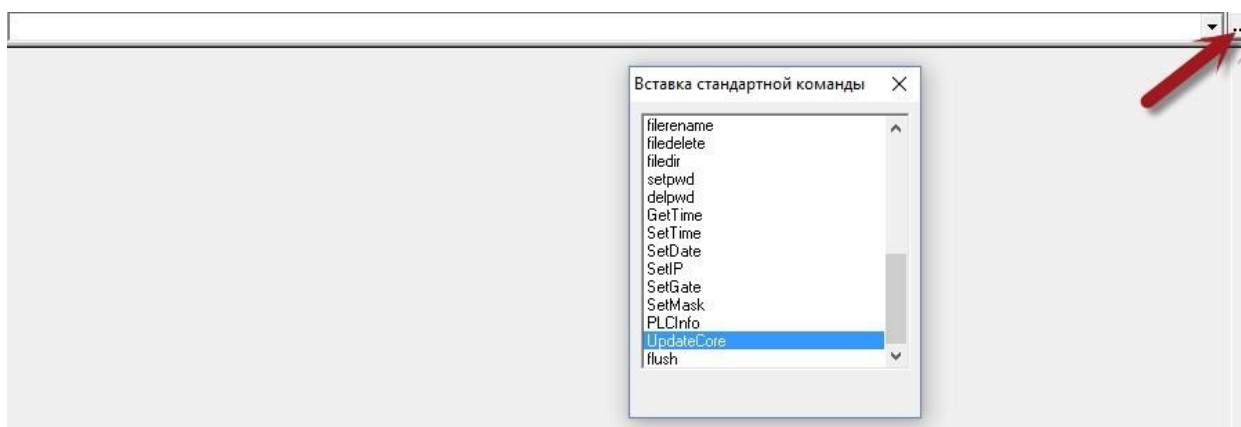 ...
Вставка стандартной команды
filerename
filedelete
filedir
setpwd
delpwd
GetTime
SetTime
SetDate
SetIP
SetGate
SetMask
PLCInfo
UpdateCore
flush